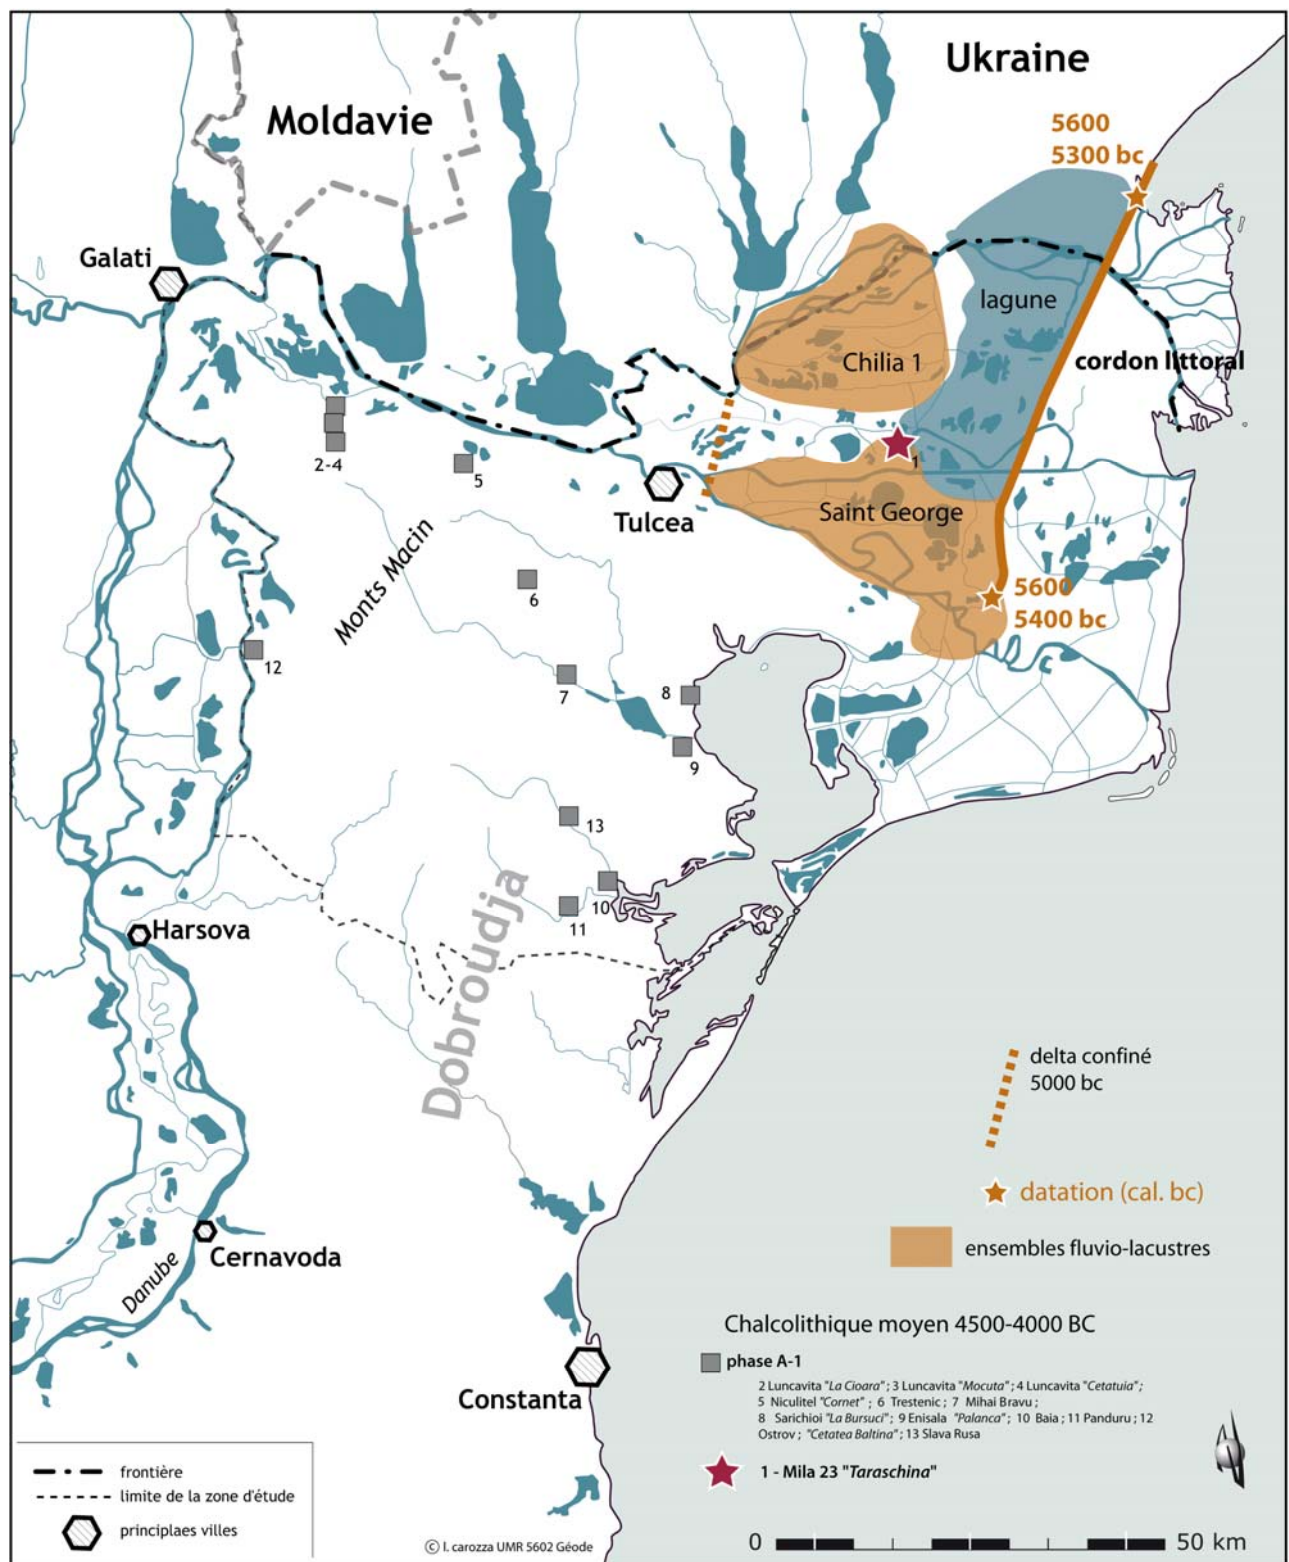 Ukraine
Moldavie
5600
5300 bc
Galati
lagune
Chilia 1
cordon littoral
2-4
5
1
Tulcea
Saint George
Monts Macin
6
5600
5400 bc
12
7
8
9
13
10
11
Harsova
Dobroudja
delta confiné
5000 bc
datation (cal. bc)
ensembles fluvio-lacustres
Cernavoda
Danube
Constanta
Chalcolithique moyen 4500-4000 BC
phase A-1
2 Luncavita "La Cioara" ; 3 Luncavita "Mocuta" ; 4 Luncavita "Cetatuia" ;
5 Niculitel "Cornet" ; 6 Trestenic ; 7 Mihai Bravu ;
8 Sarichioi "La Bursuci" ; 9 Enisala "Palanca" ; 10 Baia ; 11 Panduru ; 12
Ostrov ; "Cetatea Baltina" ; 13 Slava Rusa
1 - Mila 23 "Taraschina"
frontière
limite de la zone d'étude
principlaes villes
© l. carozza UMR 5602 Géode
0 50 km